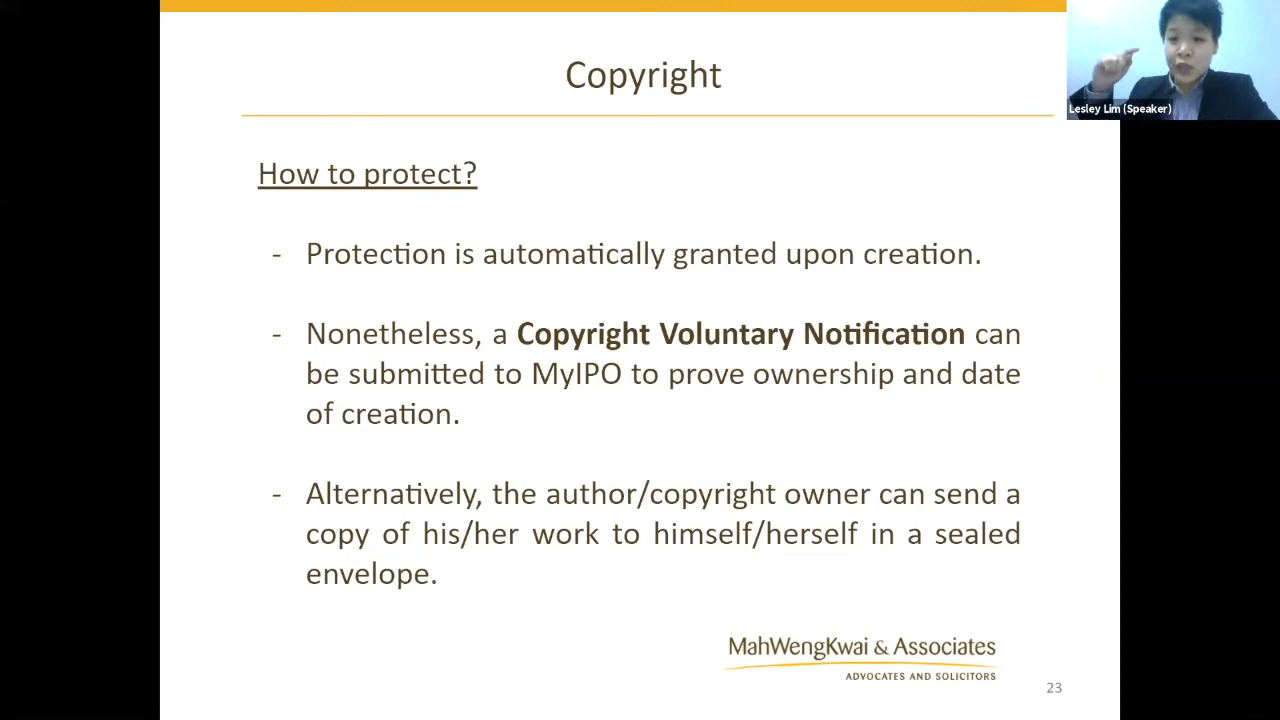 Copyright
Lesley Lim (Speaker)
How to protect?
- Protection is automatically granted upon creation.
- Nonetheless, a Copyright Voluntary Notification can
be submitted to MyIPO to prove ownership and date
of creation.
- Alternatively, the author/copyright owner can send a
copy of his/her work to himself/herself in a sealed
envelope.
MahWengKwai & Associates
ADVOCATES AND SOLICITORS
23